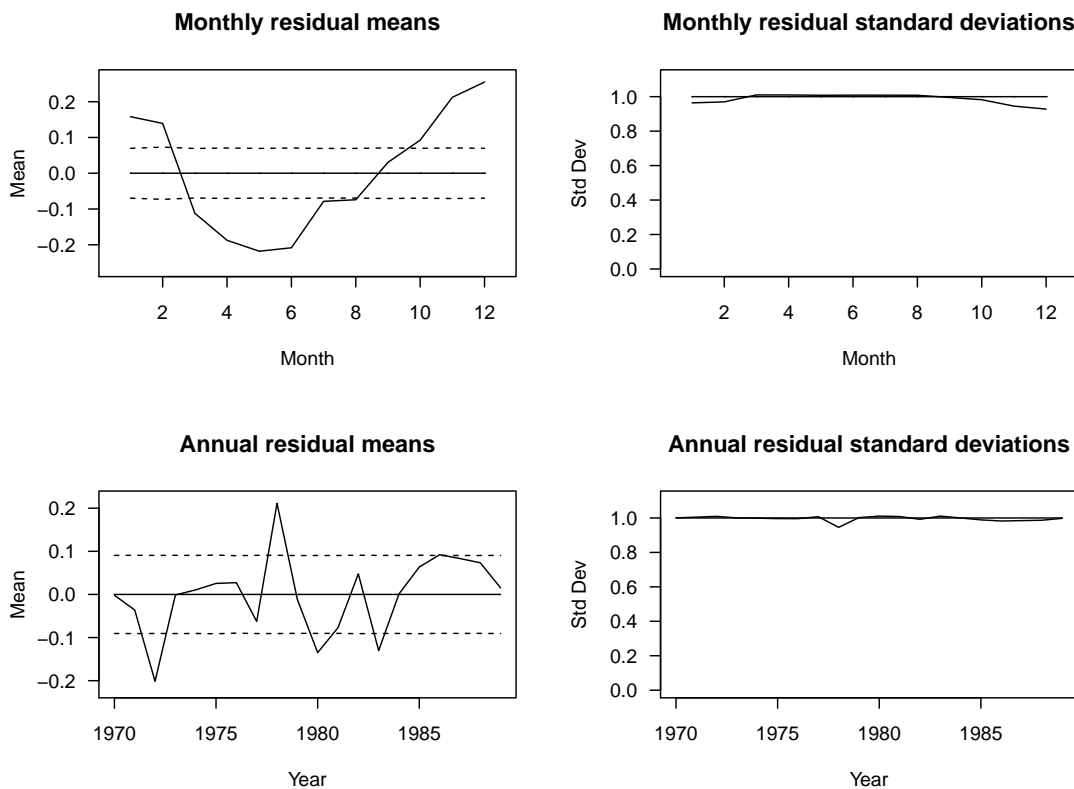 Monthly residual means
Mean
0.2
0.1
0.0
−0.1
−0.2
2 4 6 8 10 12
Month
Monthly residual standard deviations
Std Dev
1.0
0.8
0.6
0.4
0.2
0.0
2 4 6 8 10 12
Month
Annual residual means
Mean
0.2
0.1
0.0
−0.1
−0.2
1970 1975 1980 1985
Year
Annual residual standard deviations
Std Dev
1.0
0.8
0.6
0.4
0.2
0.0
1970 1975 1980 1985
Year